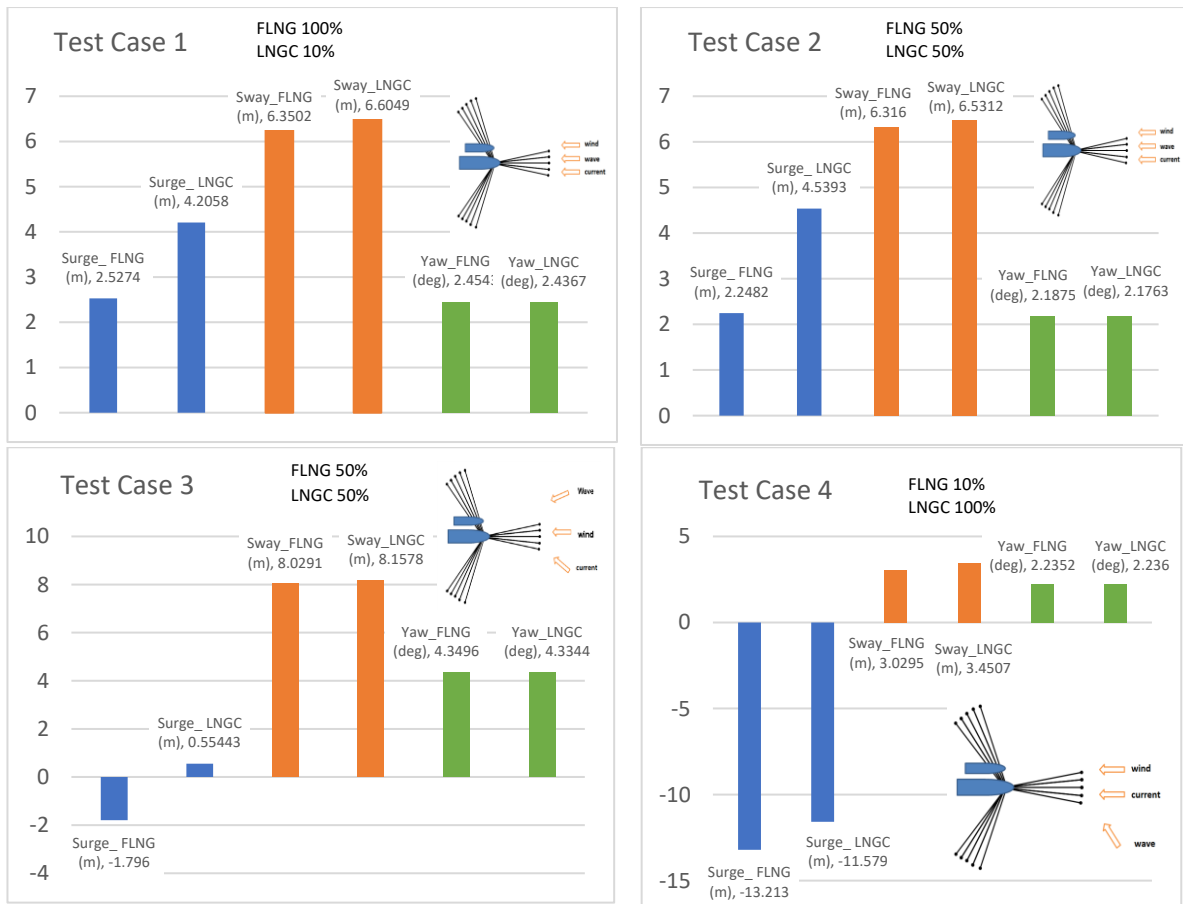 Test Case 1
FLNG 100%
LNGC 10%
7
6
5
4
3
2
1
0
Surge_ FLNG
(m), 2.5274
Surge_ LNGC
(m), 4.2058
Sway_FLNG
(m), 6.3502
Sway_LNGC
(m), 6.6049
Yaw_FLNG
(deg), 2.454
Yaw_LNGC
(deg), 2.4367
wind
wave
current
Test Case 2
FLNG 50%
LNGC 50%
7
6
5
4
3
2
1
0
Surge_ FLNG
(m), 2.2482
Surge_ LNGC
(m), 4.5393
Sway_FLNG
(m), 6.316
Sway_LNGC
(m), 6.5312
Yaw_FLNG
(deg), 2.1875
Yaw_LNGC
(deg), 2.1763
wind
wave
current
Test Case 3
FLNG 50%
LNGC 50%
10
8
6
4
2
0
-2
-4
Surge_ FLNG
(m), -1.796
Surge_ LNGC
(m), 0.55443
Sway_FLNG
(m), 8.0291
Sway_LNGC
(m), 8.1578
Yaw_FLNG
(deg), 4.3496
Yaw_LNGC
(deg), 4.3344
Wave
wind
current
Test Case 4
FLNG 10%
LNGC 100%
5
0
-5
-10
-15
Surge_ FLNG
(m), -13.213
Surge_ LNGC
(m), -11.579
Sway_FLNG
(m), 3.0295
Sway_LNGC
(m), 3.4507
Yaw_FLNG
(deg), 2.2352
Yaw_LNGC
(deg), 2.236
wind
current
wave